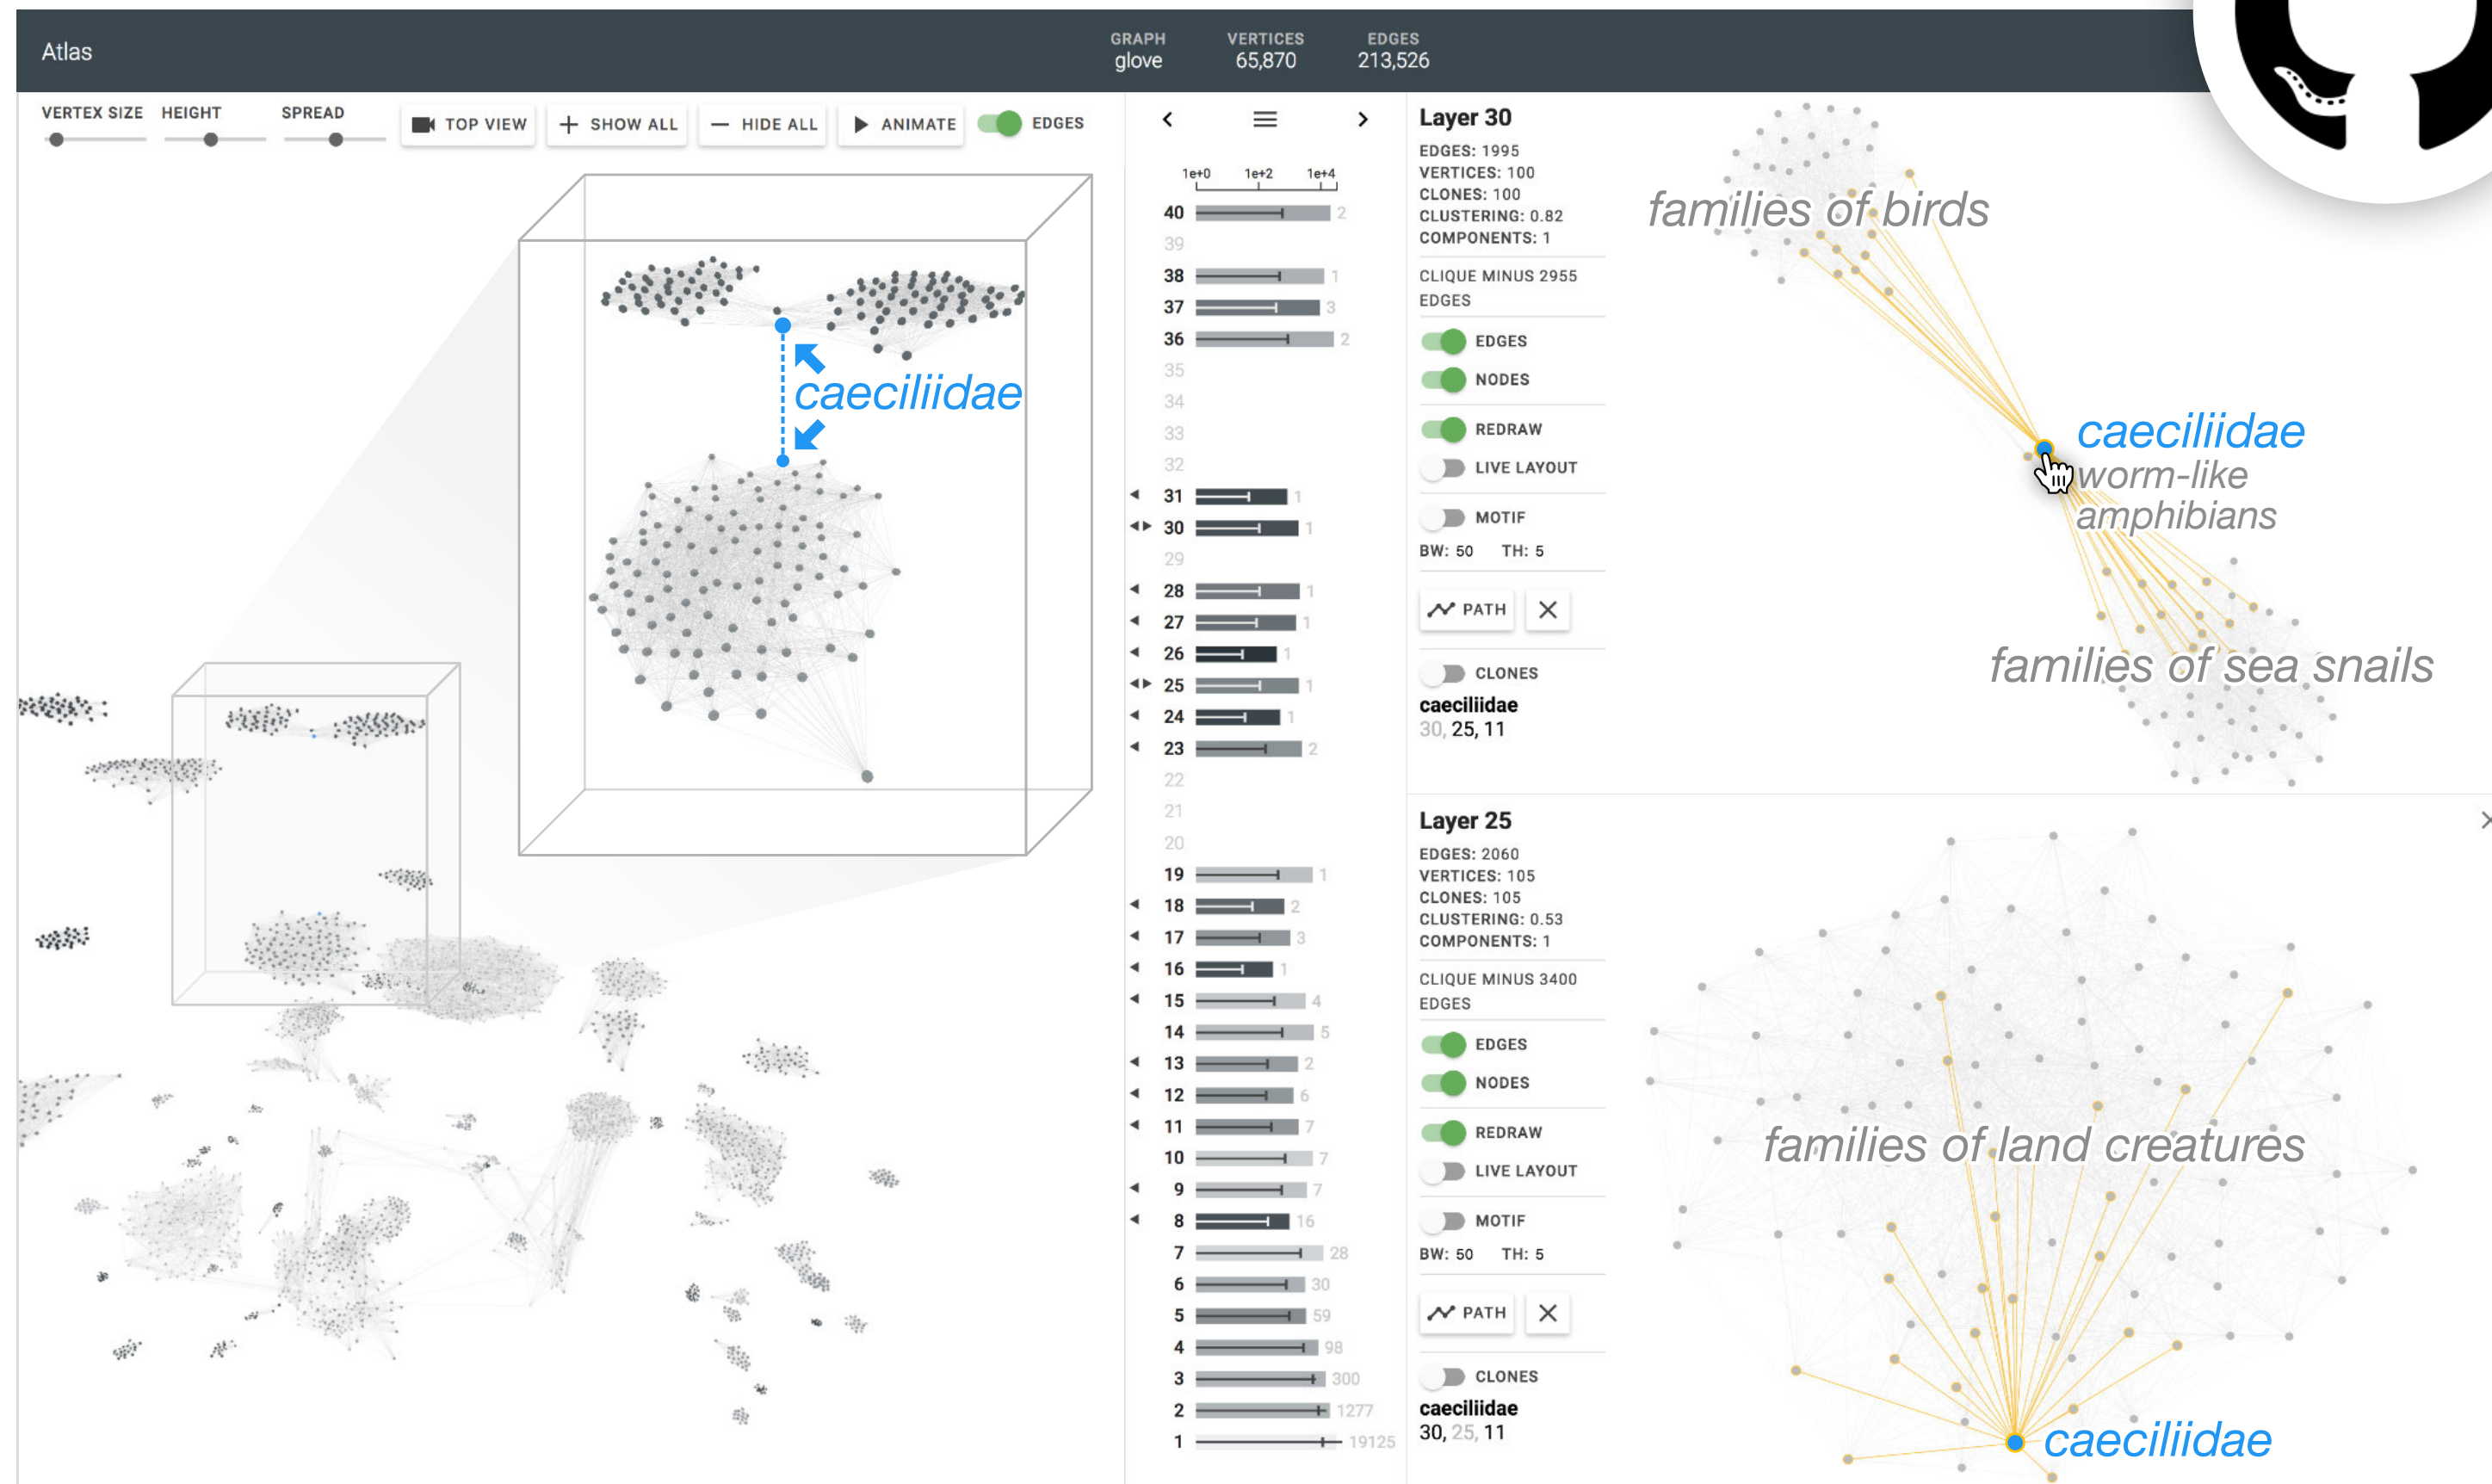 Atlas
GRAPH VERTICES EDGES
glove 65,870 213,526
VERTEX SIZE HEIGHT SPREAD TOP VIEW SHOW ALL HIDE ALL ANIMATE EDGES
caeciliidae
1e+0 1e+2 1e+4
40 2
39
38 1
37 3
36 2
35
34
33
32
31 1
30 1
29
28 1
27 1
26 1
25 1
24 1
23 2
22
21
20
19 1
18 2
17 3
16 1
15 4
14 5
13 2
12 6
11 7
10 7
9 7
8 16
7 28
6 30
5 59
4 98
3 300
2 1277
1 19125
Layer 30
EDGES: 1995
VERTICES: 100
CLONES: 100
CLUSTERING: 0.82
COMPONENTS: 1
CLIQUE MINUS 2955
EDGES
EDGES
NODES
REDRAW
LIVE LAYOUT
MOTIF
BW: 50 TH: 5
PATH
CLONES
caeciliidae
30, 25, 11
families of birds
caeciliidae
worm-like
amphibians
families of sea snails
Layer 25
EDGES: 2060
VERTICES: 105
CLONES: 105
CLUSTERING: 0.53
COMPONENTS: 1
CLIQUE MINUS 3400
EDGES
EDGES
NODES
REDRAW
LIVE LAYOUT
MOTIF
BW: 50 TH: 5
PATH
CLONES
caeciliidae
30, 25, 11
families of land creatures
caeciliidae